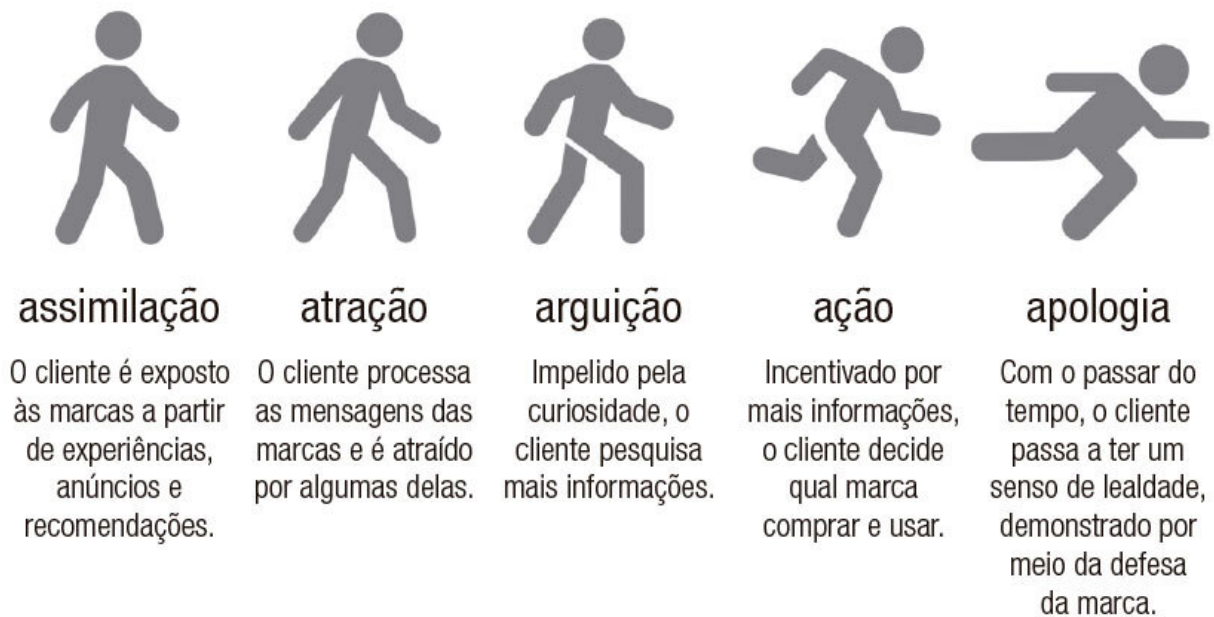 assimilação
O cliente é exposto
às marcas a partir
de experiências,
anúncios e
recomendações.
atração
O cliente processa
as mensagens das
marcas e é atraído
por algumas delas.
arguição
Impelido pela
curiosidade, o
cliente pesquisa
mais informações.
ação
Incentivado por
mais informações,
o cliente decide
qual marca
comprar e usar.
apologia
Com o passar do
tempo, o cliente
passa a ter um
senso de lealdade,
demonstrado por
meio da defesa
da marca.